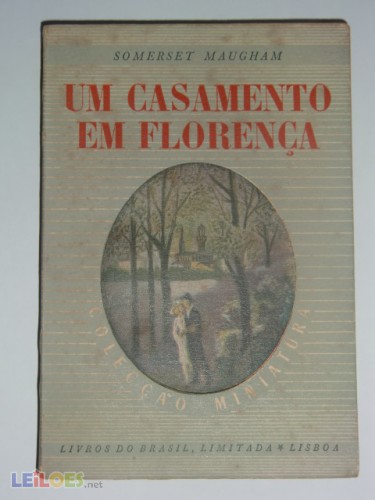 SOMERSET MAUGHAM
UM CASAMENTO
EM FLORENÇA
COLECÇÃO MINIATURA
LIVROS DO BRASIL, LIMITADA * LISBOA
LEiLOES.net